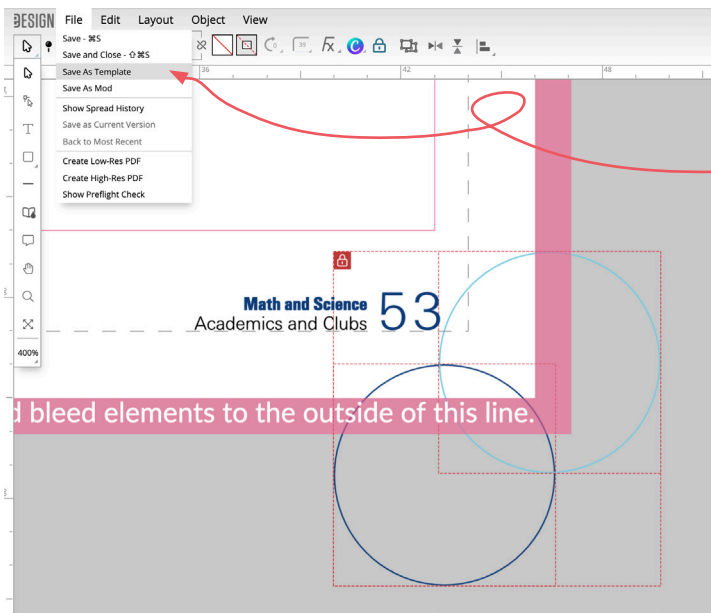 DESIGN File Edit Layout Object View
Save - ⌘S
Save and Close - ⇧⌘S
Save As Template
Save As Mod
Show Spread History
Save as Current Version
Back to Most Recent
Create Low-Res PDF
Create High-Res PDF
Show Preflight Check
39
fx
C
36 42 48
T
400%
Math and Science
Academics and Clubs
53
bleed elements to the outside of this line.